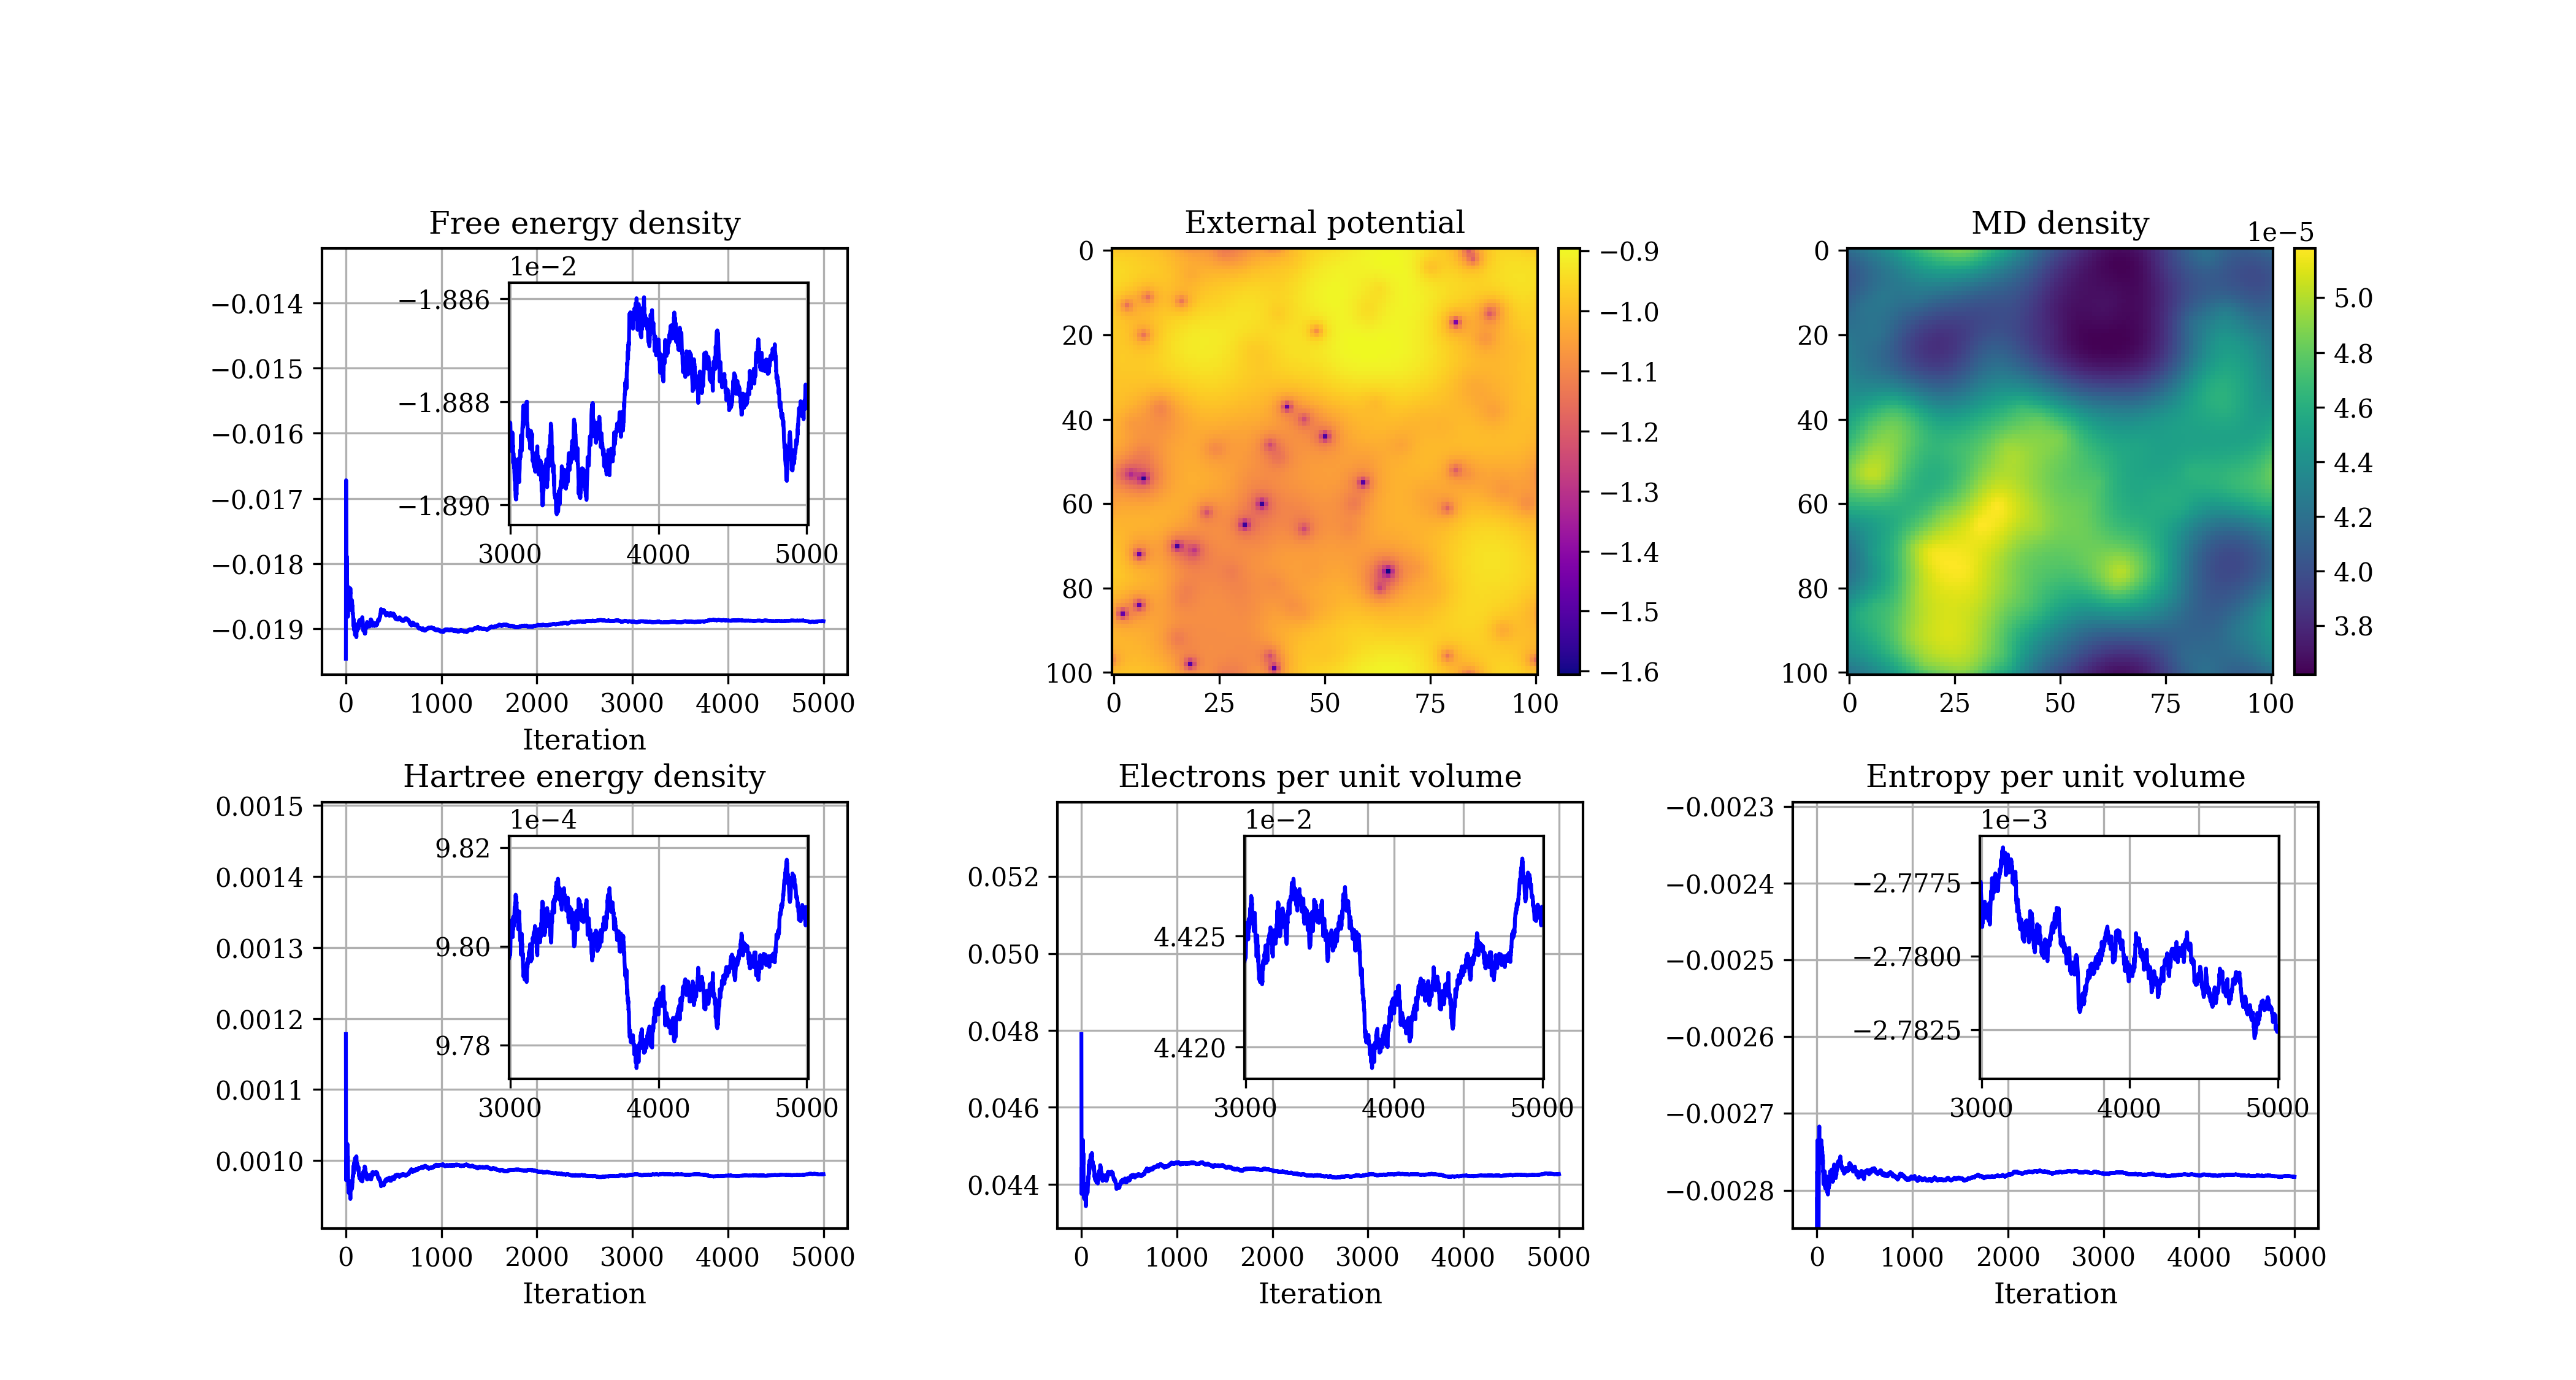 Free energy density
1e−2
−1.886
−1.888
−1.890
3000 4000 5000
−0.014
−0.015
−0.016
−0.017
−0.018
−0.019
0 1000 2000 3000 4000 5000
Iteration
External potential
0
20
40
60
80
100
0 25 50 75 100
−0.9
−1.0
−1.1
−1.2
−1.3
−1.4
−1.5
−1.6
MD density
1e−5
0
20
40
60
80
100
0 25 50 75 100
5.0
4.8
4.6
4.4
4.2
4.0
3.8
Hartree energy density
1e−4
9.82
9.80
9.78
3000 4000 5000
0.0015
0.0014
0.0013
0.0012
0.0011
0.0010
0 1000 2000 3000 4000 5000
Iteration
Electrons per unit volume
1e−2
4.425
4.420
3000 4000 5000
0.052
0.050
0.048
0.046
0.044
0 1000 2000 3000 4000 5000
Iteration
Entropy per unit volume
1e−3
−2.7775
−2.7800
−2.7825
3000 4000 5000
−0.0023
−0.0024
−0.0025
−0.0026
−0.0027
−0.0028
0 1000 2000 3000 4000 5000
Iteration